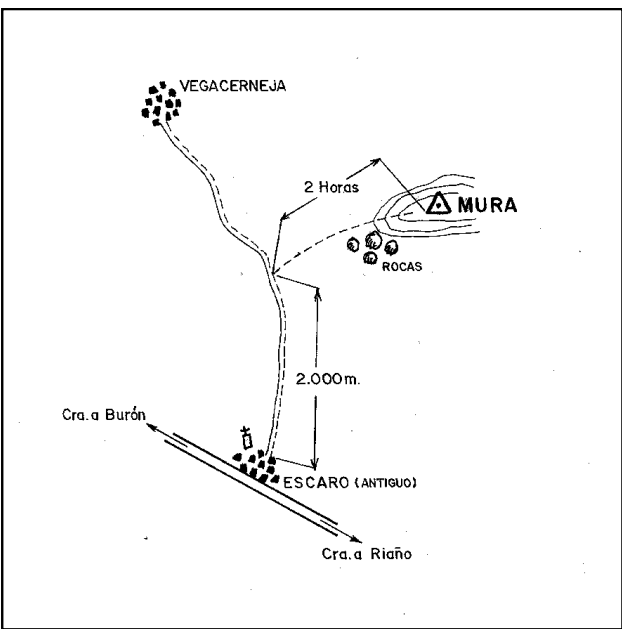 VEGACERNEJA
2 Horas
MURA
ROCAS
2.000m.
Cra.a Burón
ESCARO (ANTIGUO)
Cra.a Riaño